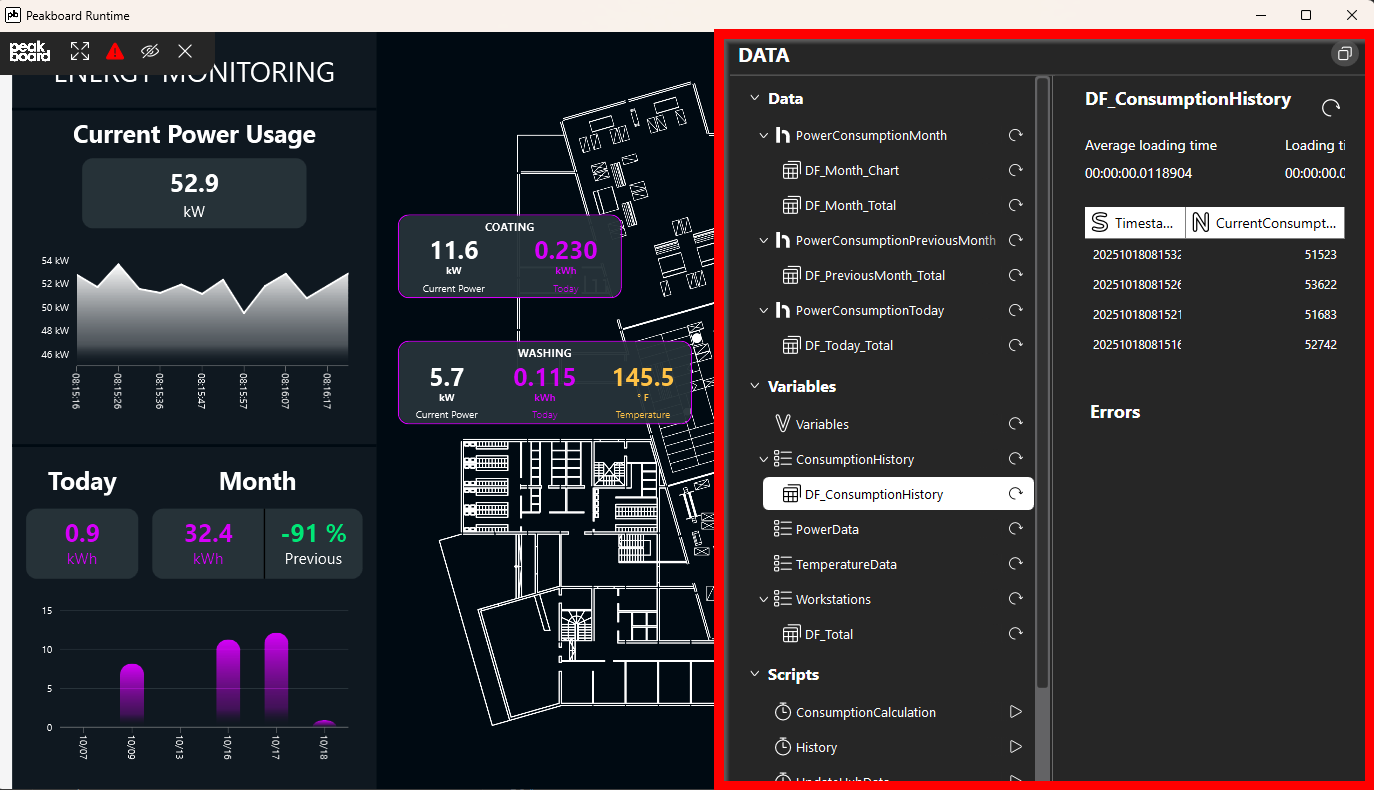 pb Peakboard Runtime
peak
board
ENERGY MONITORING
Current Power Usage
52.9
kW
54 kW
52 kW
50 kW
48 kW
46 kW
08:15:16
08:15:26
08:15:36
08:15:47
08:15:57
08:16:07
08:16:17
Today
Month
0.9
kWh
32.4
kWh
-91 %
Previous
15
10
5
0
10/07
10/09
10/13
10/16
10/17
10/18
COATING
11.6
kW
Current Power
0.230
kWh
Today
WASHING
5.7
kW
Current Power
0.115
kWh
Today
145.5
° F
Temperature
DATA
Data
PowerConsumptionMonth
DF_Month_Chart
DF_Month_Total
PowerConsumptionPreviousMonth
DF_PreviousMonth_Total
PowerConsumptionToday
DF_Today_Total
Variables
Variables
ConsumptionHistory
DF_ConsumptionHistory
PowerData
TemperatureData
Workstations
DF_Total
Scripts
ConsumptionCalculation
History
UpdateHubData
DF_ConsumptionHistory
Average loading time Loading ti
00:00:00.0118904 00:00:00.0
S Timesta... N CurrentConsumpt...
2025101808153 51523
20251018081526 53622
20251018081521 51683
20251018081516 52742
Errors